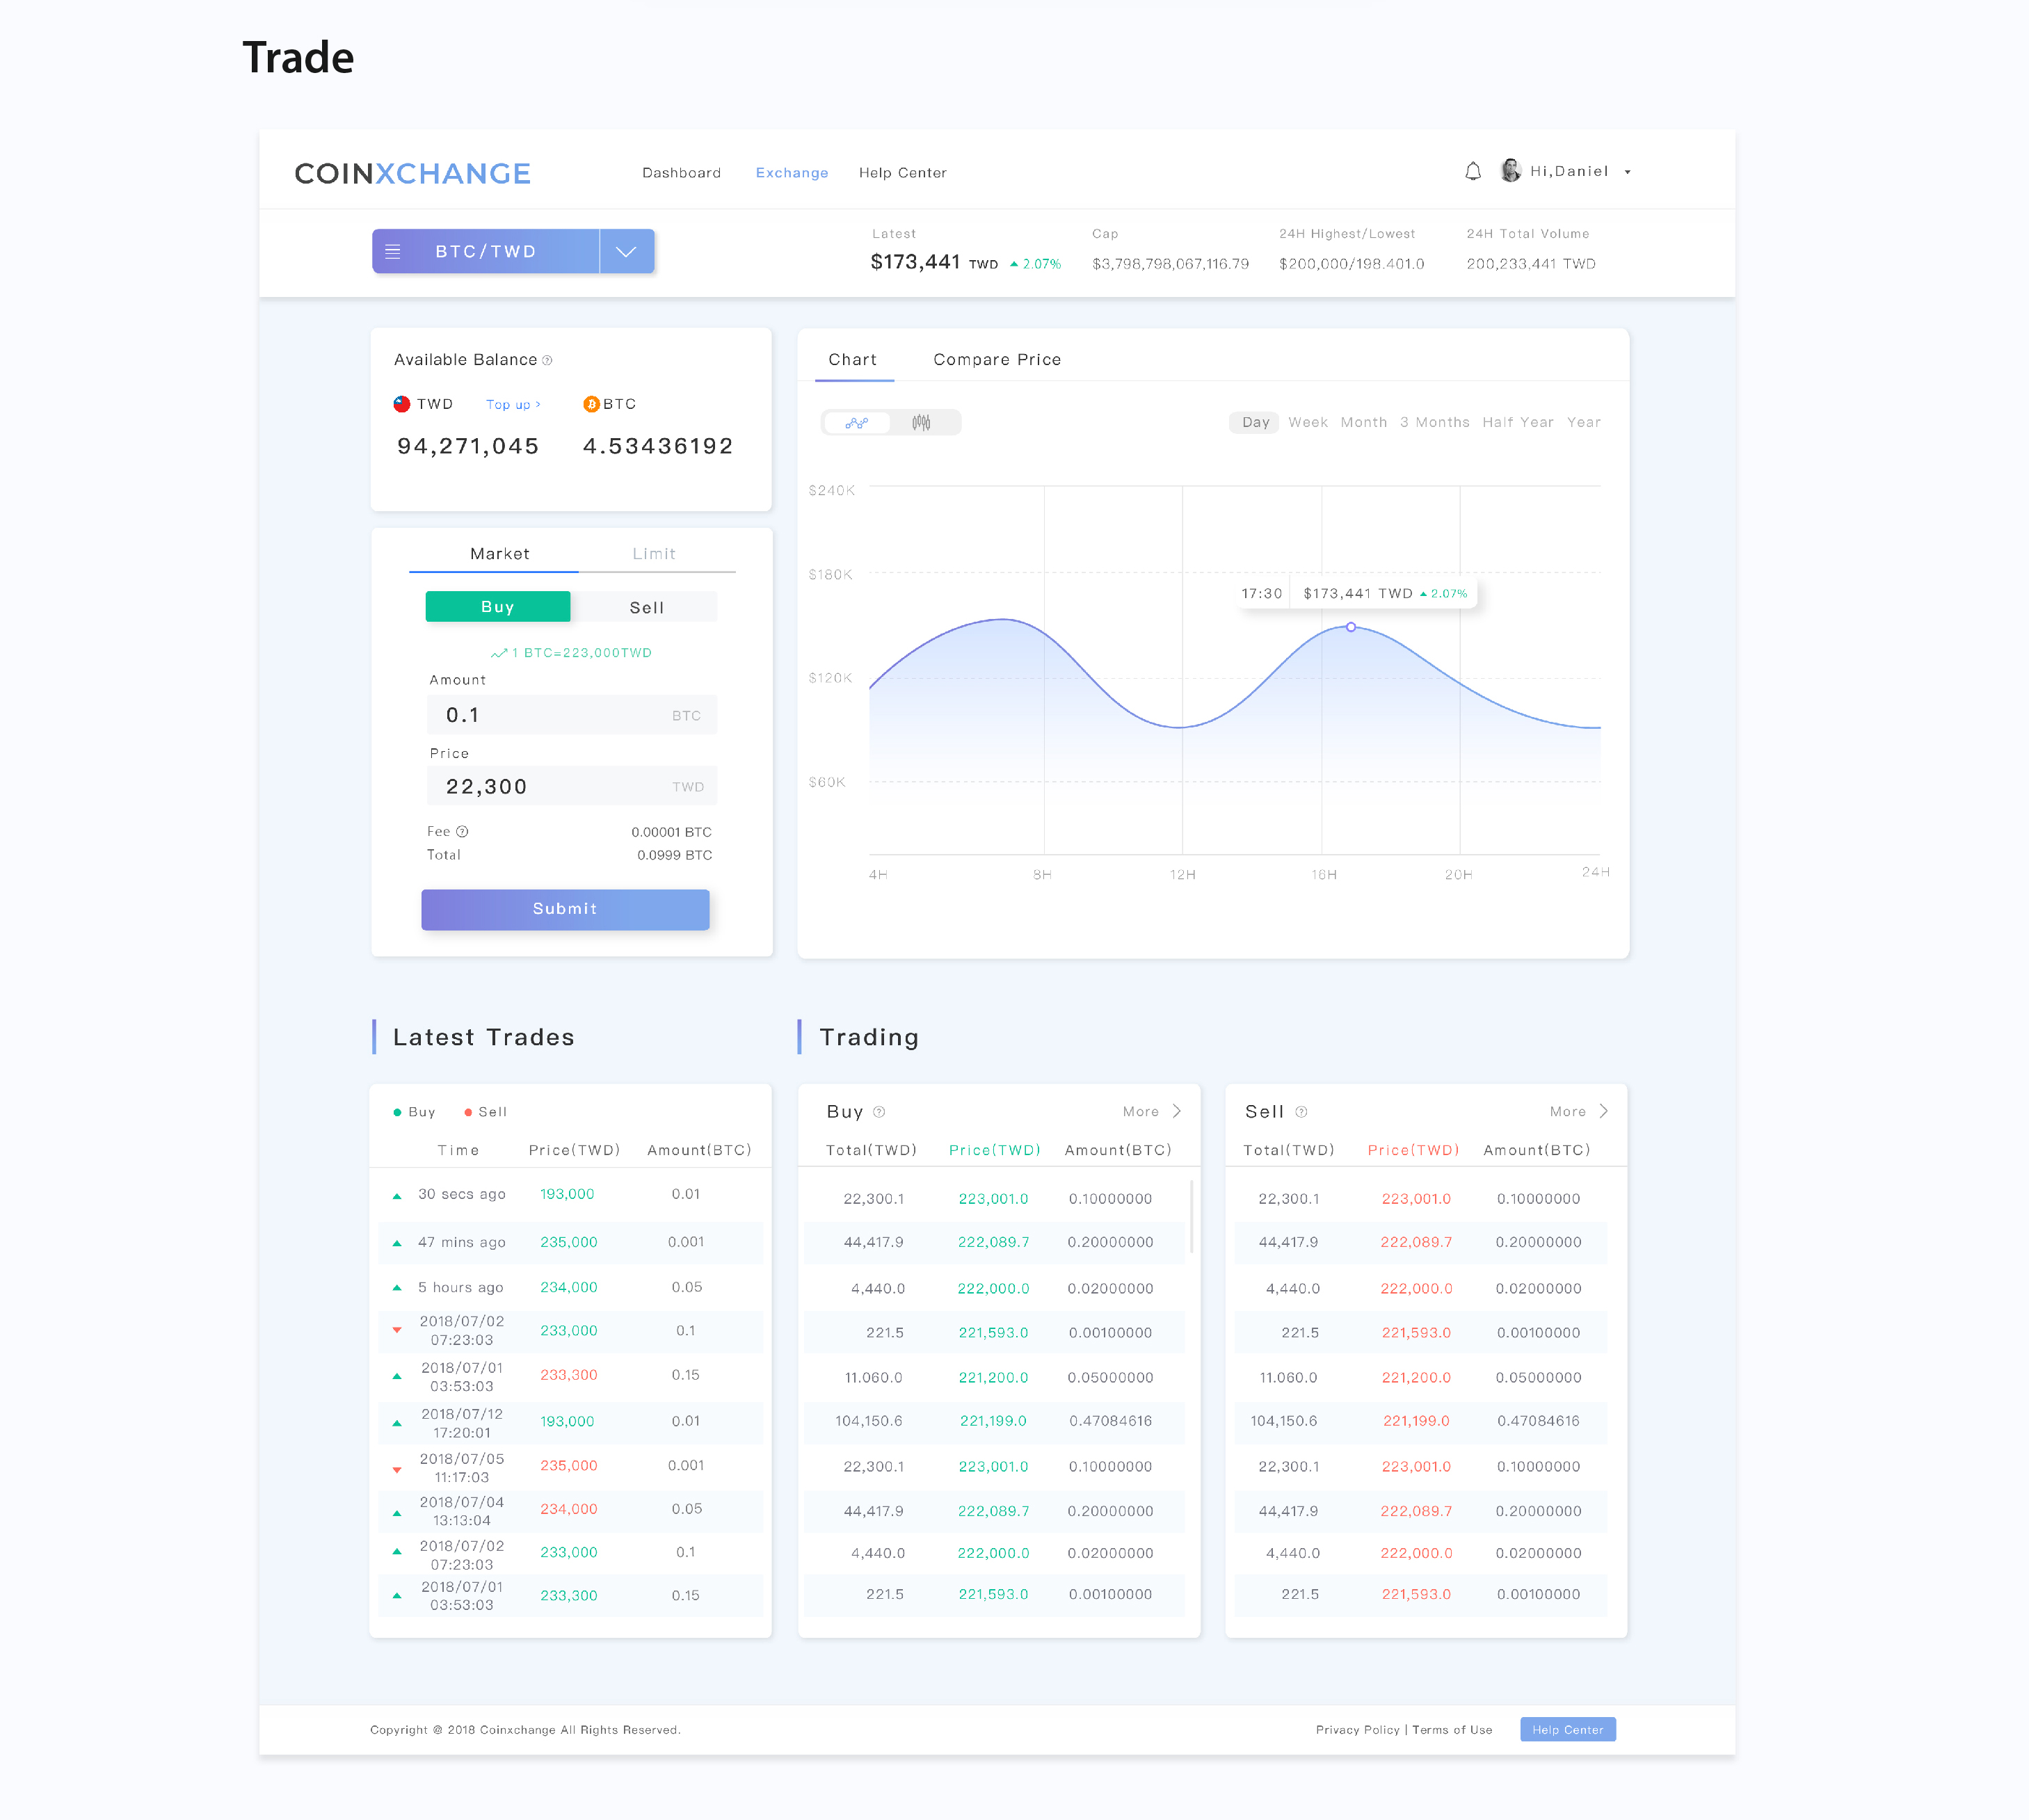 Trade
COINXCHANGE
Dashboard Exchange Help Center
Hi,Daniel
BTC/TWD
Latest Cap 24H Highest/Lowest 24H Total Volume
$173,441 TWD 2.07% $3,798,798,067,116.79 $200,000/198.401.0 200,233,441 TWD
Available Balance ?
TWD Top up > BTC
94,271,045 4.53436192
Market Limit
Buy Sell
1 BTC=223,000TWD
Amount
0.1 BTC
Price
22,300 TWD
Fee ? 0.00001 BTC
Total 0.0999 BTC
Submit
Chart Compare Price
Day Week Month 3 Months Half Year Year
$240K
$180K
17:30 $173,441 TWD 2.07%
$120K
$60K
4H 8H 12H 16H 20H 24H
Latest Trades
Buy Sell
Time Price(TWD) Amount(BTC)
30 secs ago 193,000 0.01
47 mins ago 235,000 0.001
5 hours ago 234,000 0.05
2018/07/02
07:23:03 233,000 0.1
2018/07/01
03:53:03 233,300 0.15
2018/07/12
17:20:01 193,000 0.01
2018/07/05
11:17:03 235,000 0.001
2018/07/04
13:13:04 234,000 0.05
2018/07/02
07:23:03 233,000 0.1
2018/07/01
03:53:03 233,300 0.15
Trading
Buy ? More >
Total(TWD) Price(TWD) Amount(BTC)
22,300.1 223,001.0 0.10000000
44,417.9 222,089.7 0.20000000
4,440.0 222,000.0 0.02000000
221.5 221,593.0 0.00100000
11.060.0 221,200.0 0.05000000
104,150.6 221,199.0 0.47084616
22,300.1 223,001.0 0.10000000
44,417.9 222,089.7 0.20000000
4,440.0 222,000.0 0.02000000
221.5 221,593.0 0.00100000
Sell ? More >
Total(TWD) Price(TWD) Amount(BTC)
22,300.1 223,001.0 0.10000000
44,417.9 222,089.7 0.20000000
4,440.0 222,000.0 0.02000000
221.5 221,593.0 0.00100000
11.060.0 221,200.0 0.05000000
104,150.6 221,199.0 0.47084616
22,300.1 223,001.0 0.10000000
44,417.9 222,089.7 0.20000000
4,440.0 222,000.0 0.02000000
221.5 221,593.0 0.00100000
Copyright @ 2018 Coinxchange All Rights Reserved.
Privacy Policy | Terms of Use Help Center